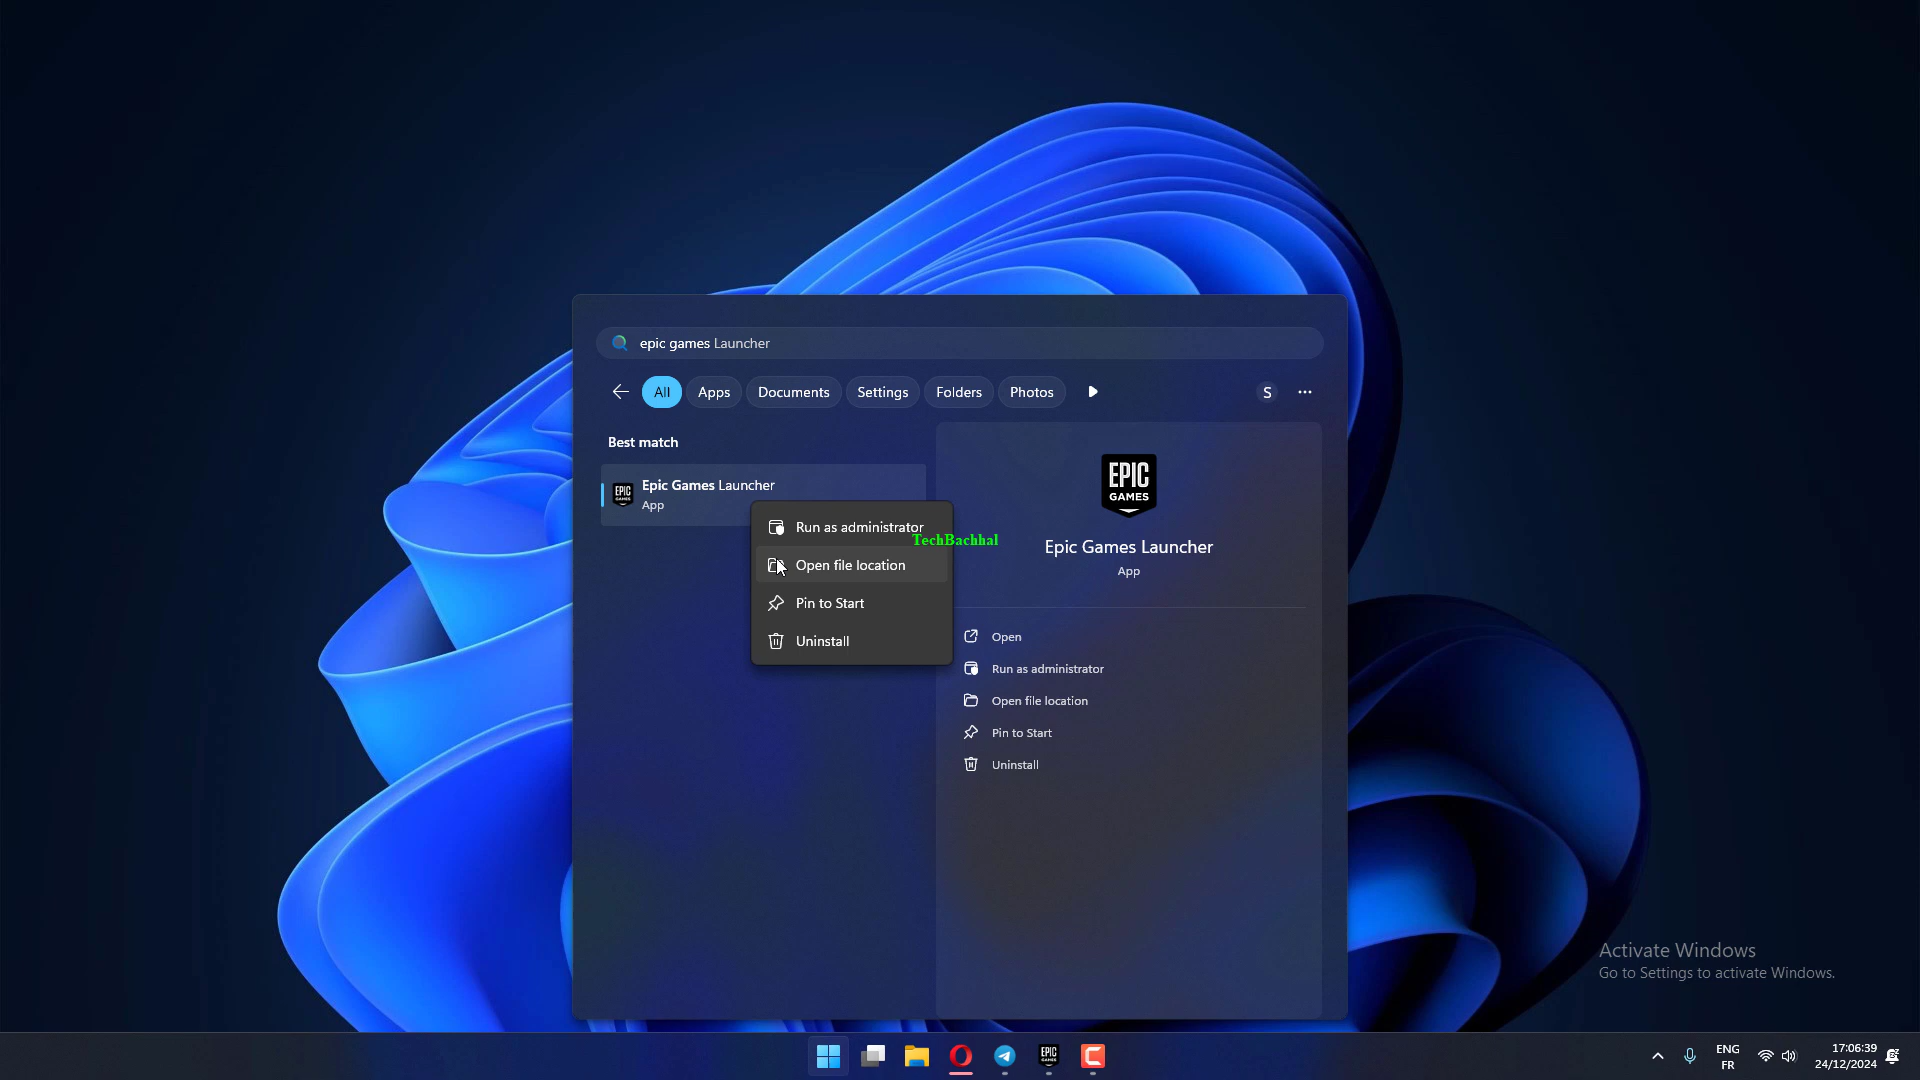 epic games Launcher
All Apps Documents Settings Folders Photos S
Best match
Epic Games Launcher
App
Run as administrator
TechBachhal
Open file location
Pin to Start
Uninstall
EPIC
GAMES
Epic Games Launcher
App
Open
Run as administrator
Open file location
Pin to Start
Uninstall
Activate Windows
Go to Settings to activate Windows.
ENG
FR
17:06:39
24/12/2024